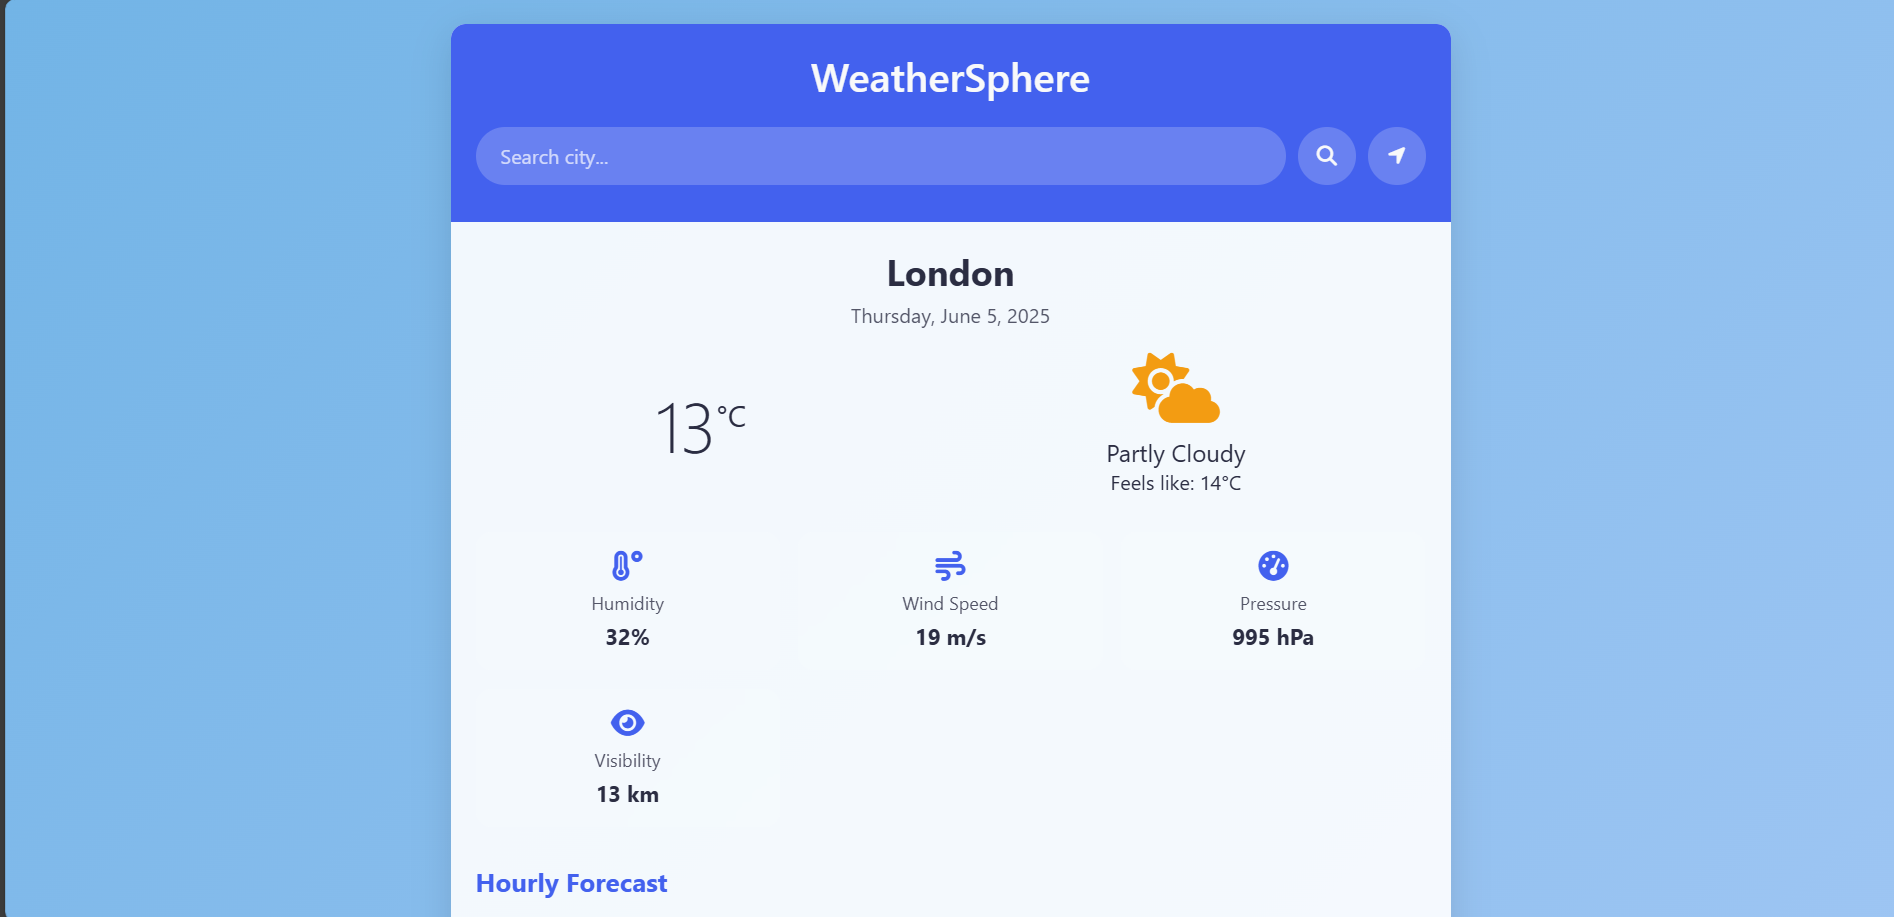 WeatherSphere
Search city...
London
Thursday, June 5, 2025
13°C
Partly Cloudy
Feels like: 14°C
Humidity
32%
Wind Speed
19 m/s
Pressure
995 hPa
Visibility
13 km
Hourly Forecast